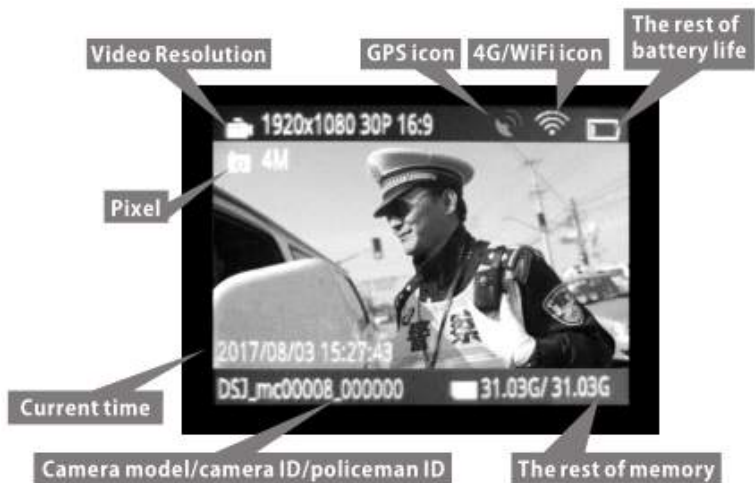 The rest of
battery life
Video Resolution
GPS icon
4G/WiFi icon
1920x1080 30P 16:9
4M
Pixel
警 察
2017/08/03 15:27:43
DSJ_mc00008_000000
31.03G/ 31.03G
Current time
Camera model/camera ID/policeman ID
The rest of memory